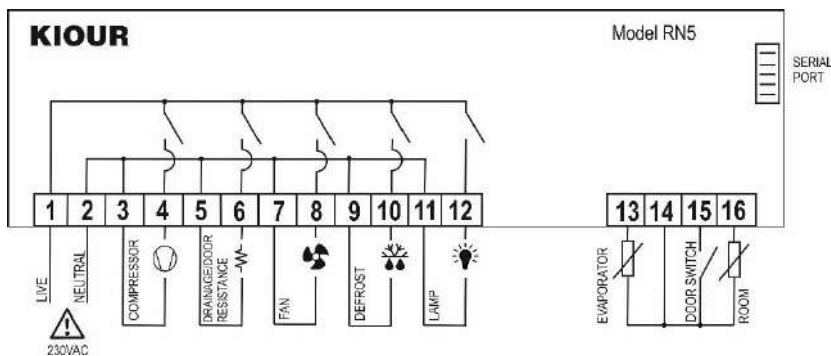 KIOUR
Model RN5
SERIAL
PORT
1 2 3 4 5 6 7 8 9 10 11 12
13 14 15 16
LIVE
NEUTRAL
COMPRESSOR
DRAINAGE/DOOR
RESISTANCE
FAN
DEFROST
LAMP
EVAPORATOR
DOOR SWITCH
ROOM
230VAC